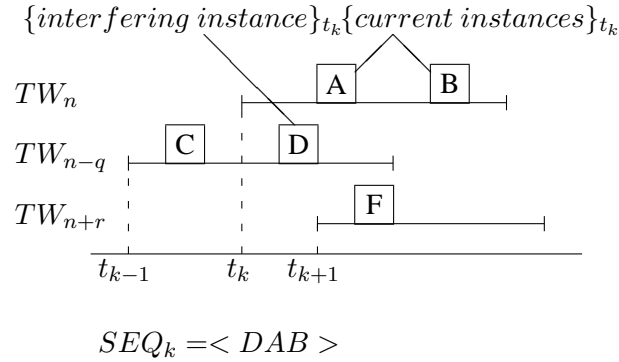 {interfering instance}_{t_k} {current instances}_{t_k}
TW_n A B
TW_{n-q} C D
TW_{n+r} F
t_{k-1} t_k t_{k+1}
SEQ_k =< DAB >